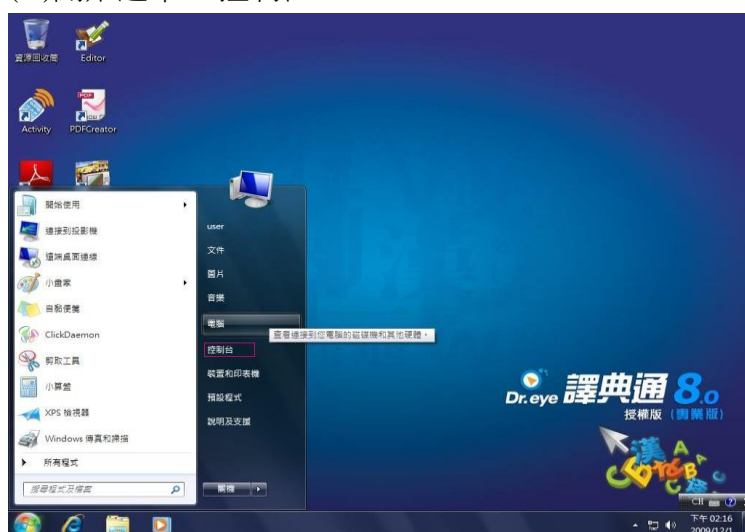 資源回收筒
Editor
Activity
PDFCreator
開始使用
連接到投影機
遠端桌面連線
小畫家
自黏便箋
ClickDaemon
剪取工具
小算盤
XPS 檢視器
Windows 傳真和掃描
所有程式
搜尋程式及檔案
user
文件
圖片
音樂
電腦
查看連接到您電腦的磁碟機和其他硬體。
控制台
裝置和印表機
預設程式
說明及支援
關機
Dr.eye 譯典通 8.0
授權版（專業版）
CH
下午 02:16